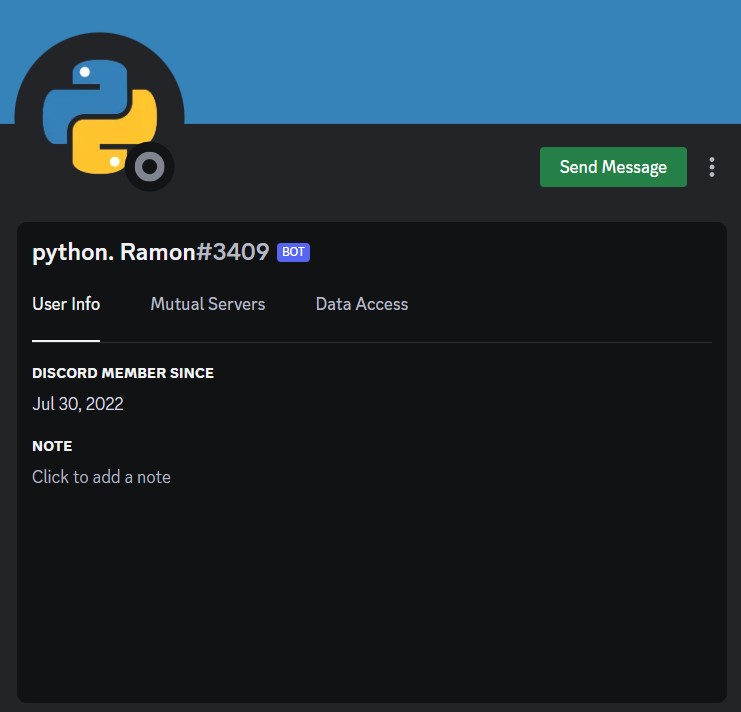 Send Message
python. Ramon#3409 BOT
User Info Mutual Servers Data Access
DISCORD MEMBER SINCE
Jul 30, 2022
NOTE
Click to add a note